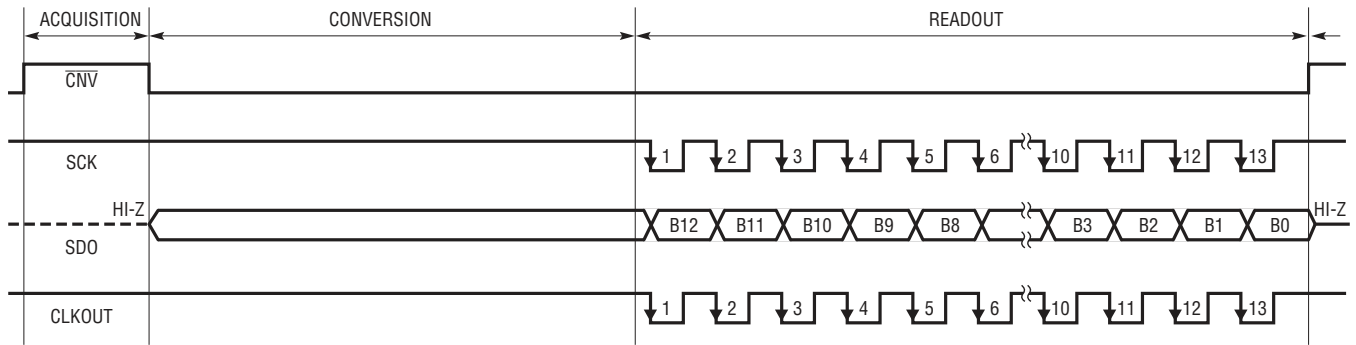 ACQUISITION CONVERSION READOUT
CNV
SCK 1 2 3 4 5 6 10 11 12 13
HI-Z B12 B11 B10 B9 B8 B3 B2 B1 B0 HI-Z
SDO
CLKOUT 1 2 3 4 5 6 10 11 12 13